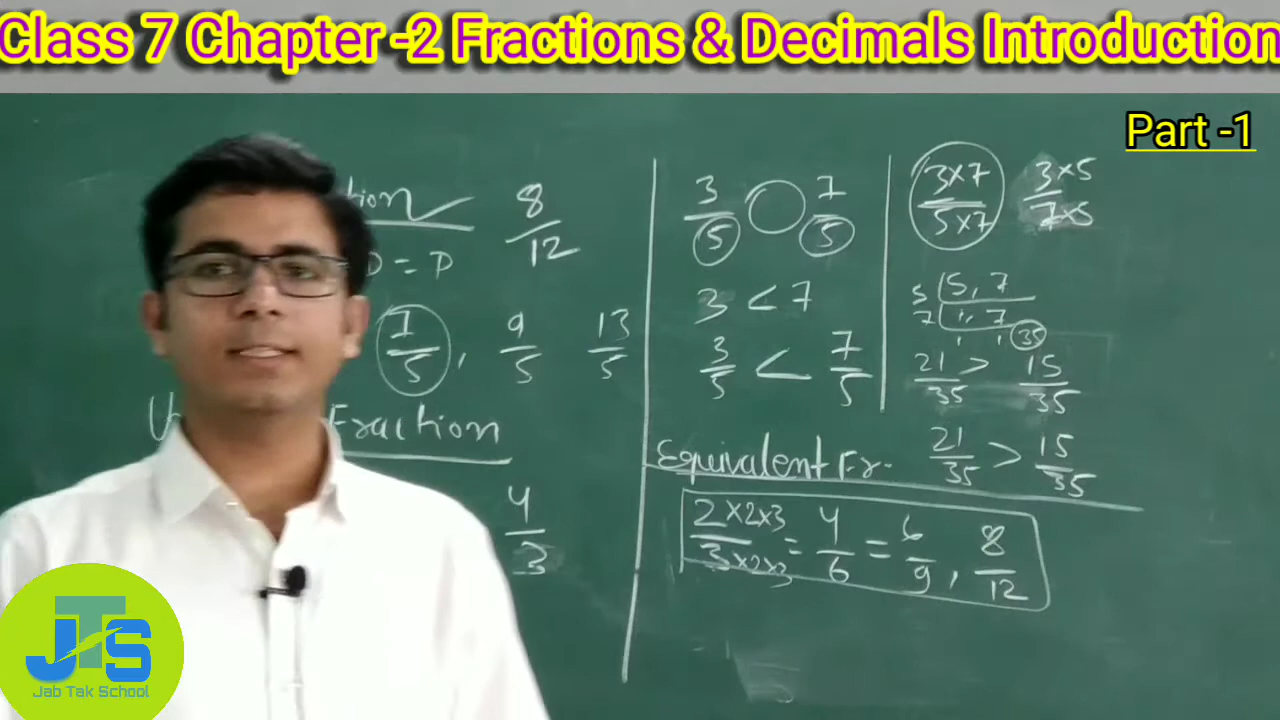 Class 7 Chapter -2 Fractions & Decimals Introduction
Part -1
8/12
D = P
7/5, 9/5 13/5
Fraction
4/3
3/5 ◯ 7/5
3 < 7
3/5 < 7/5
3×7/5×7 3×5/7×5
5 | 5, 7
7 | 1, 7
1, 1 35
21/35 > 15/35
21/35 > 15/35
Equivalent Fr.
2×2×3/3×2×3 = 4/6 = 6/9, 8/12
JTS
Jab Tak School